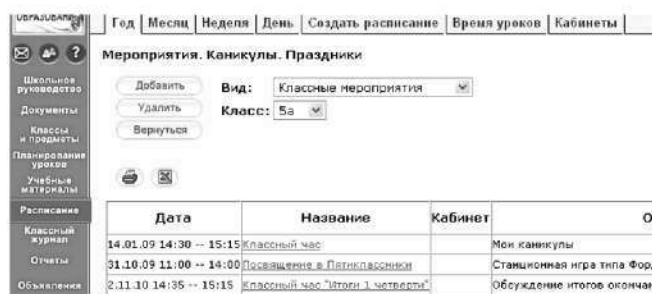 Год Месяц Неделя День Создать расписание Время уроков Кабинеты
Мероприятия. Каникулы. Праздники
Школьное
руководство
Документы
Классы
и предметы
Планирование
уроков
Учебные
материалы
Расписание
Классный
журнал
Отчеты
Объявления
Добавить
Удалить
Вернуться
Вид: Классные мероприятия
Класс: 5а
Дата Название Кабинет О
14.01.09 14:30 -- 15:15 Классный час Мои каникулы
31.10.09 11:00 -- 14:00 Посвящение в Пятиклассники Станционная игра типа Фор
2.11.10 14:35 -- 15:15 Классный час "Итоги 1 четверти" Обсуждение итогов окончан